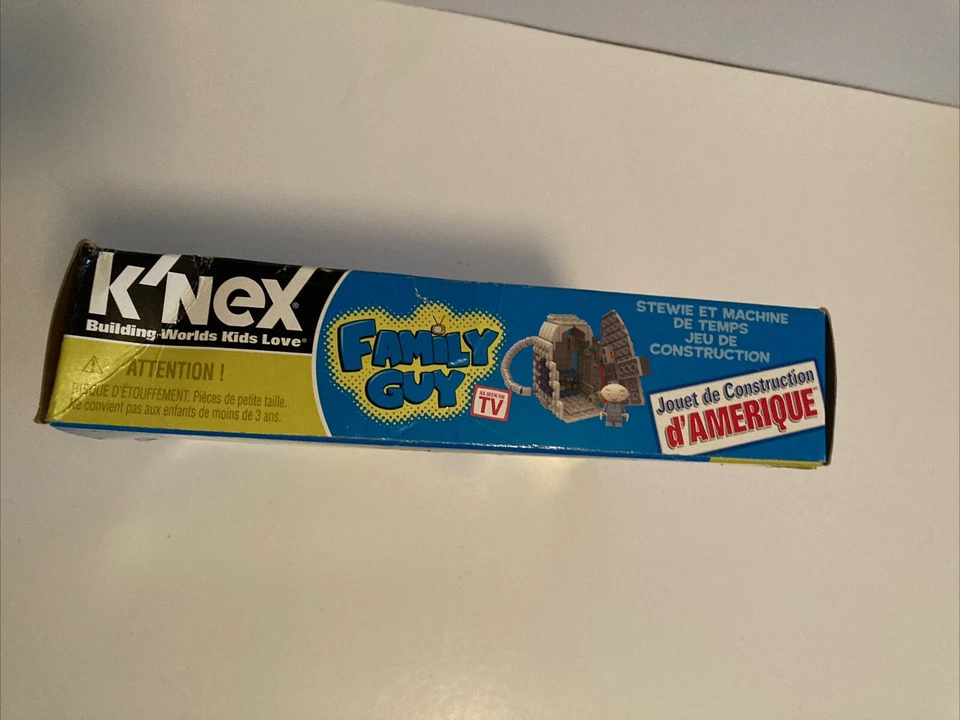 K'NEX®
Building Worlds Kids Love®
ATTENTION !
RISQUE D'ÉTOUFFEMENT. Pièces de petite taille.
Ne convient pas aux enfants de moins de 3 ans.
FAMILY
GUY
AS SEEN ON
TV
STEWIE ET MACHINE
DE TEMPS
JEU DE
CONSTRUCTION
Jouet de Construction
d'AMERIQUE